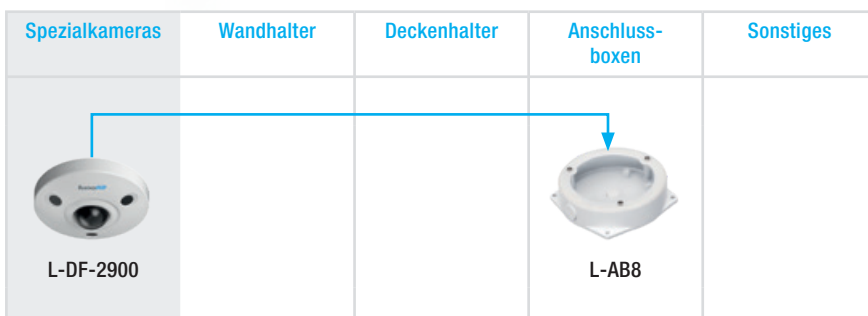 Spezialkameras
Wandhalter
Deckenhalter
Anschluss-
boxen
Sonstiges
L-DF-2900
L-AB8